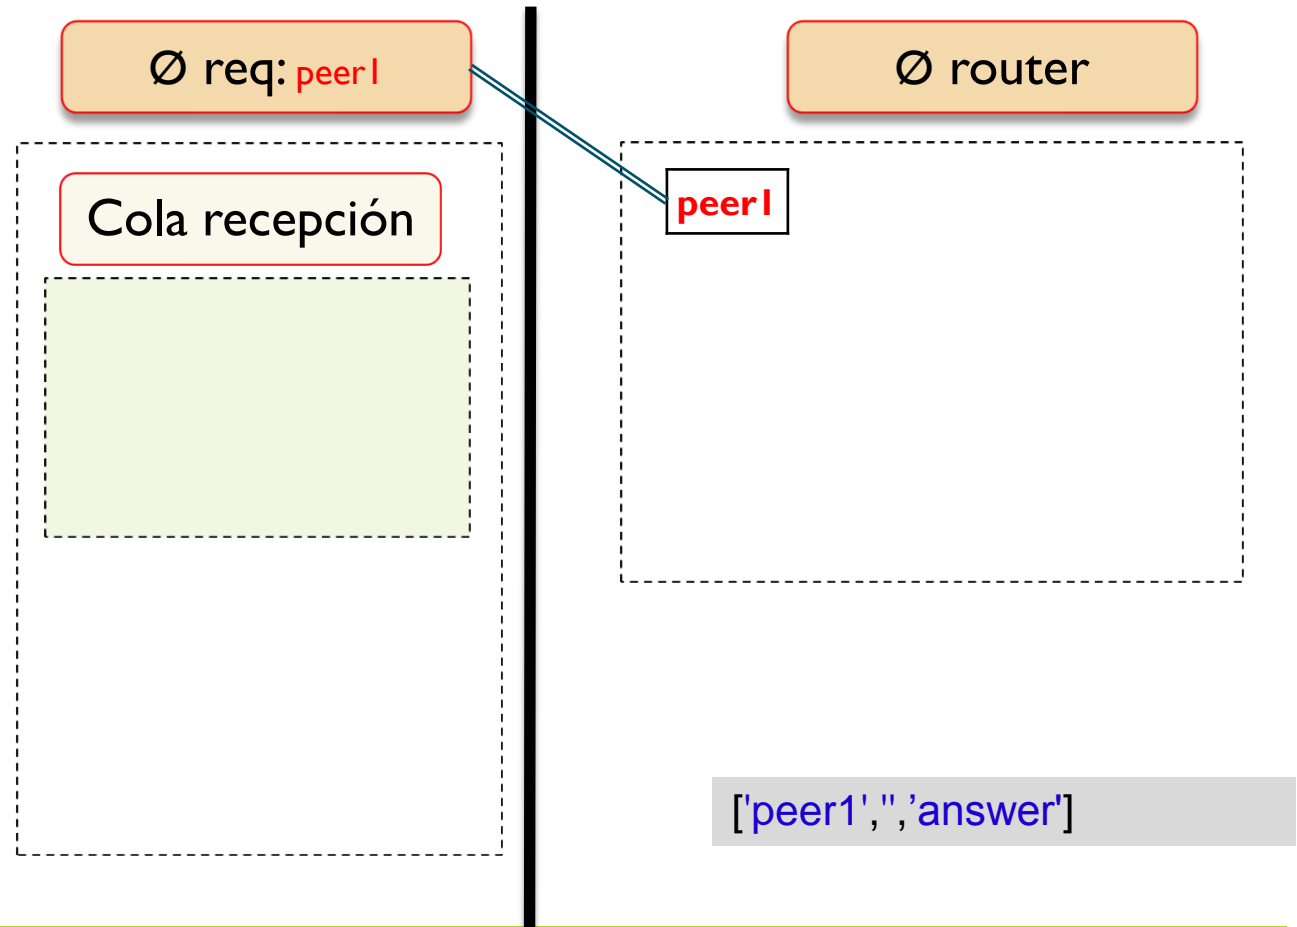 Ø req: peer1
Ø router
Cola recepción
peer1
['peer1','',’answer']